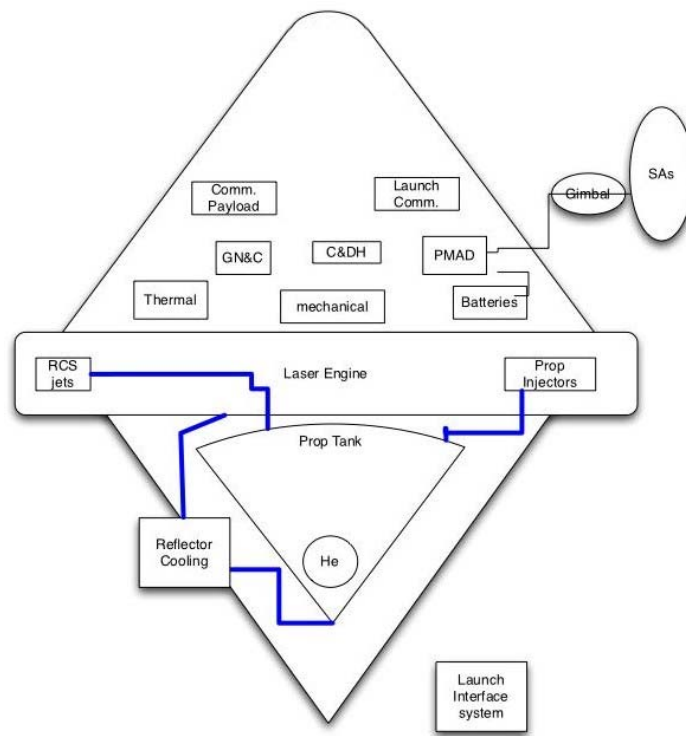 Comm.
Payload
Launch
Comm.
Gimbal
SAs
GN&C
C&DH
PMAD
Thermal
mechanical
Batteries
RCS
jets
Laser Engine
Prop
Injectors
Prop Tank
Reflector
Cooling
He
Launch
Interface
system